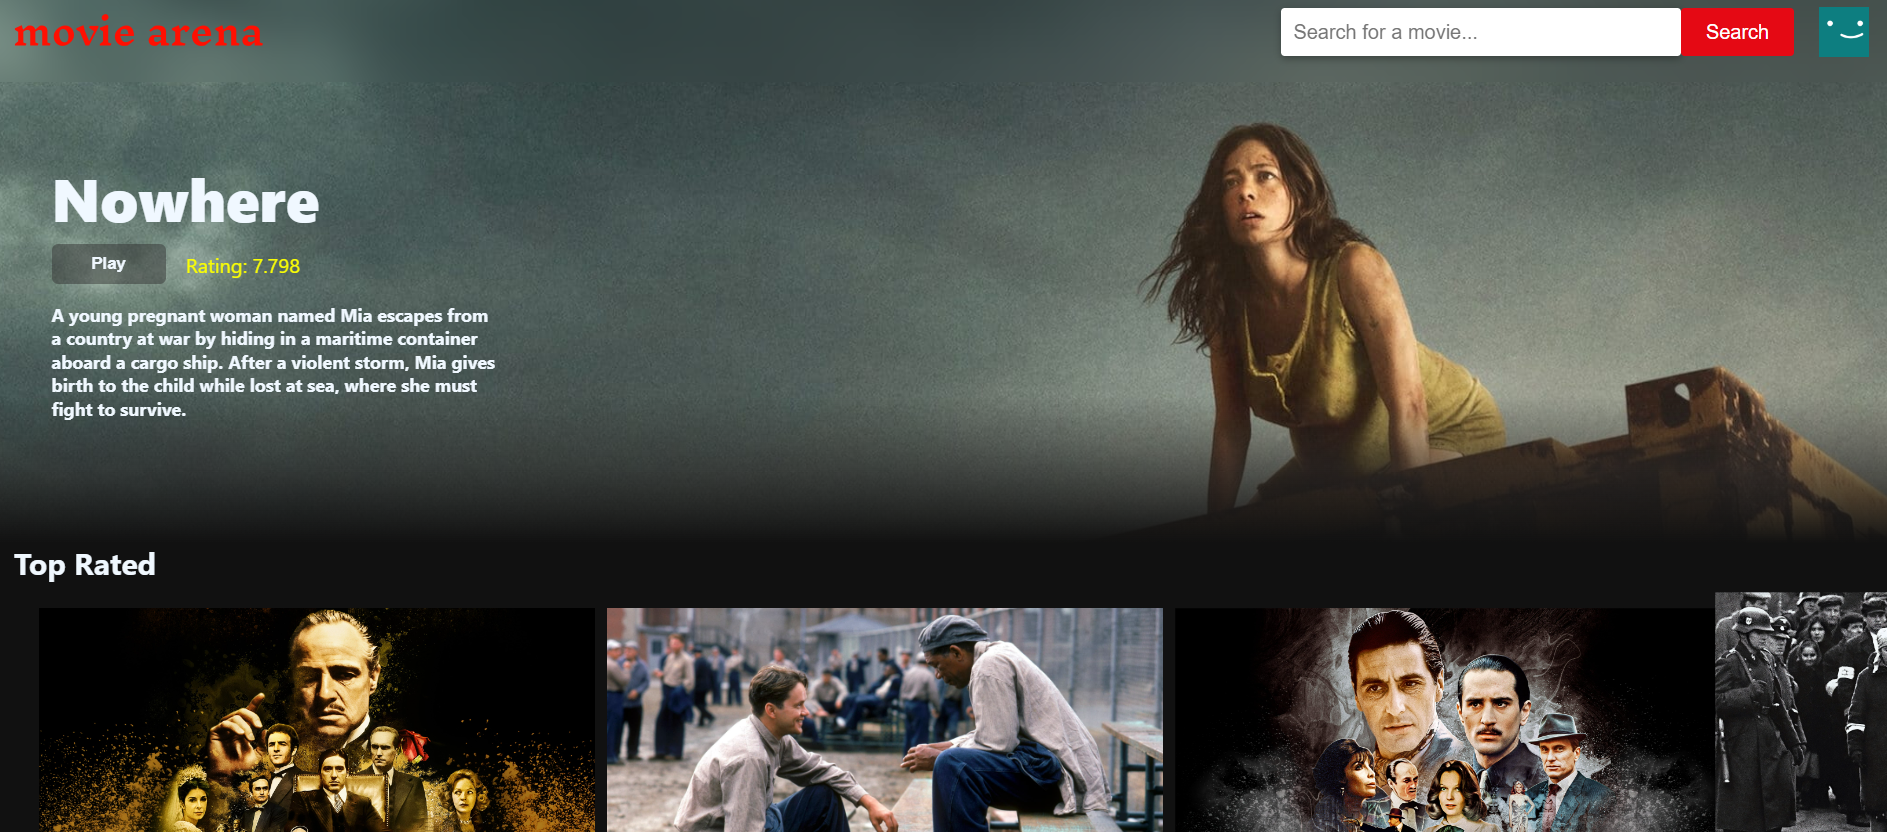 movie arena
Search for a movie...
Search
Nowhere
Play
Rating: 7.798
A young pregnant woman named Mia escapes from
a country at war by hiding in a maritime container
aboard a cargo ship. After a violent storm, Mia gives
birth to the child while lost at sea, where she must
fight to survive.
Top Rated